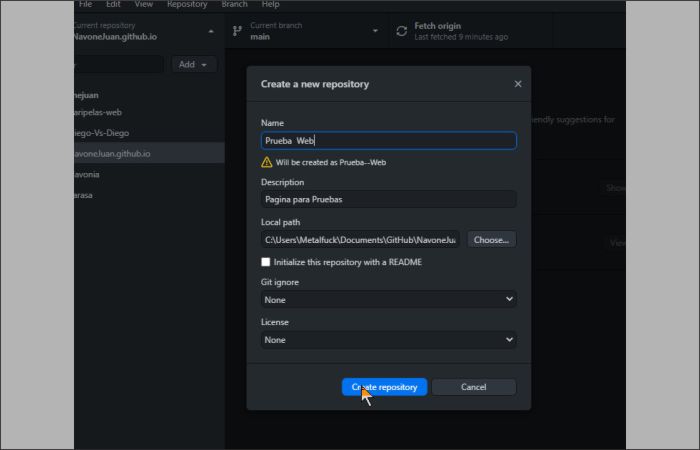 File Edit View Repository Branch Help
Current repository
NavoneJuan.github.io
Current branch
main
Fetch origin
Last fetched 9 minutes ago
Add
nejuan
aripelas-web
iego-Vs-Diego
avoneJuan.github.io
avonia
arasa
iendly suggestions for
Show
View
Create a new repository
Name
Prueba  Web
Will be created as Prueba--Web
Description
Pagina para Pruebas
Local path
C:\Users\Metalfuck\Documents\GitHub\NavoneJua
Choose...
Initialize this repository with a README
Git ignore
None
License
None
Create repository
Cancel